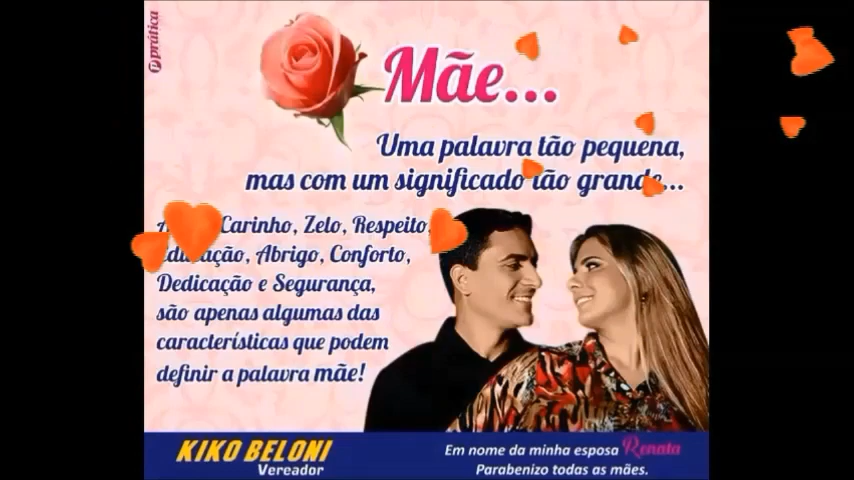 prática
Mãe...
Uma palavra tão pequena,
mas com um significado tão grande...
Carinho, Zelo, Respeito,
Educação, Abrigo, Conforto,
Dedicação e Segurança,
são apenas algumas das
características que podem
definir a palavra mãe!
KIKO BELONI
Vereador
Em nome da minha esposa Renata
Parabenizo todas as mães.